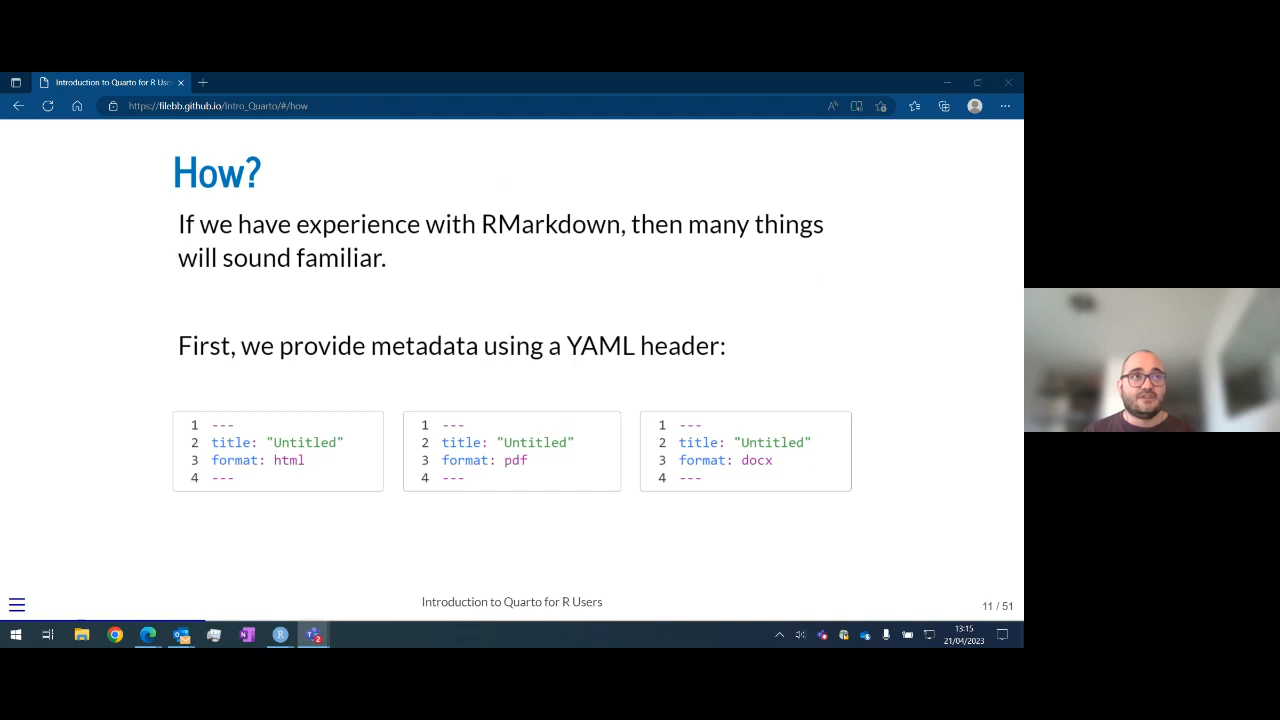 Introduction to Quarto for R Use
https://filebb.github.io/Intro_Quarto/#/how
How?
If we have experience with RMarkdown, then many things
will sound familiar.
First, we provide metadata using a YAML header:
1 ---
2 title: "Untitled"
3 format: html
4 ---
1 ---
2 title: "Untitled"
3 format: pdf
4 ---
1 ---
2 title: "Untitled"
3 format: docx
4 ---
Introduction to Quarto for R Users
11 / 51
13:15
21/04/2023